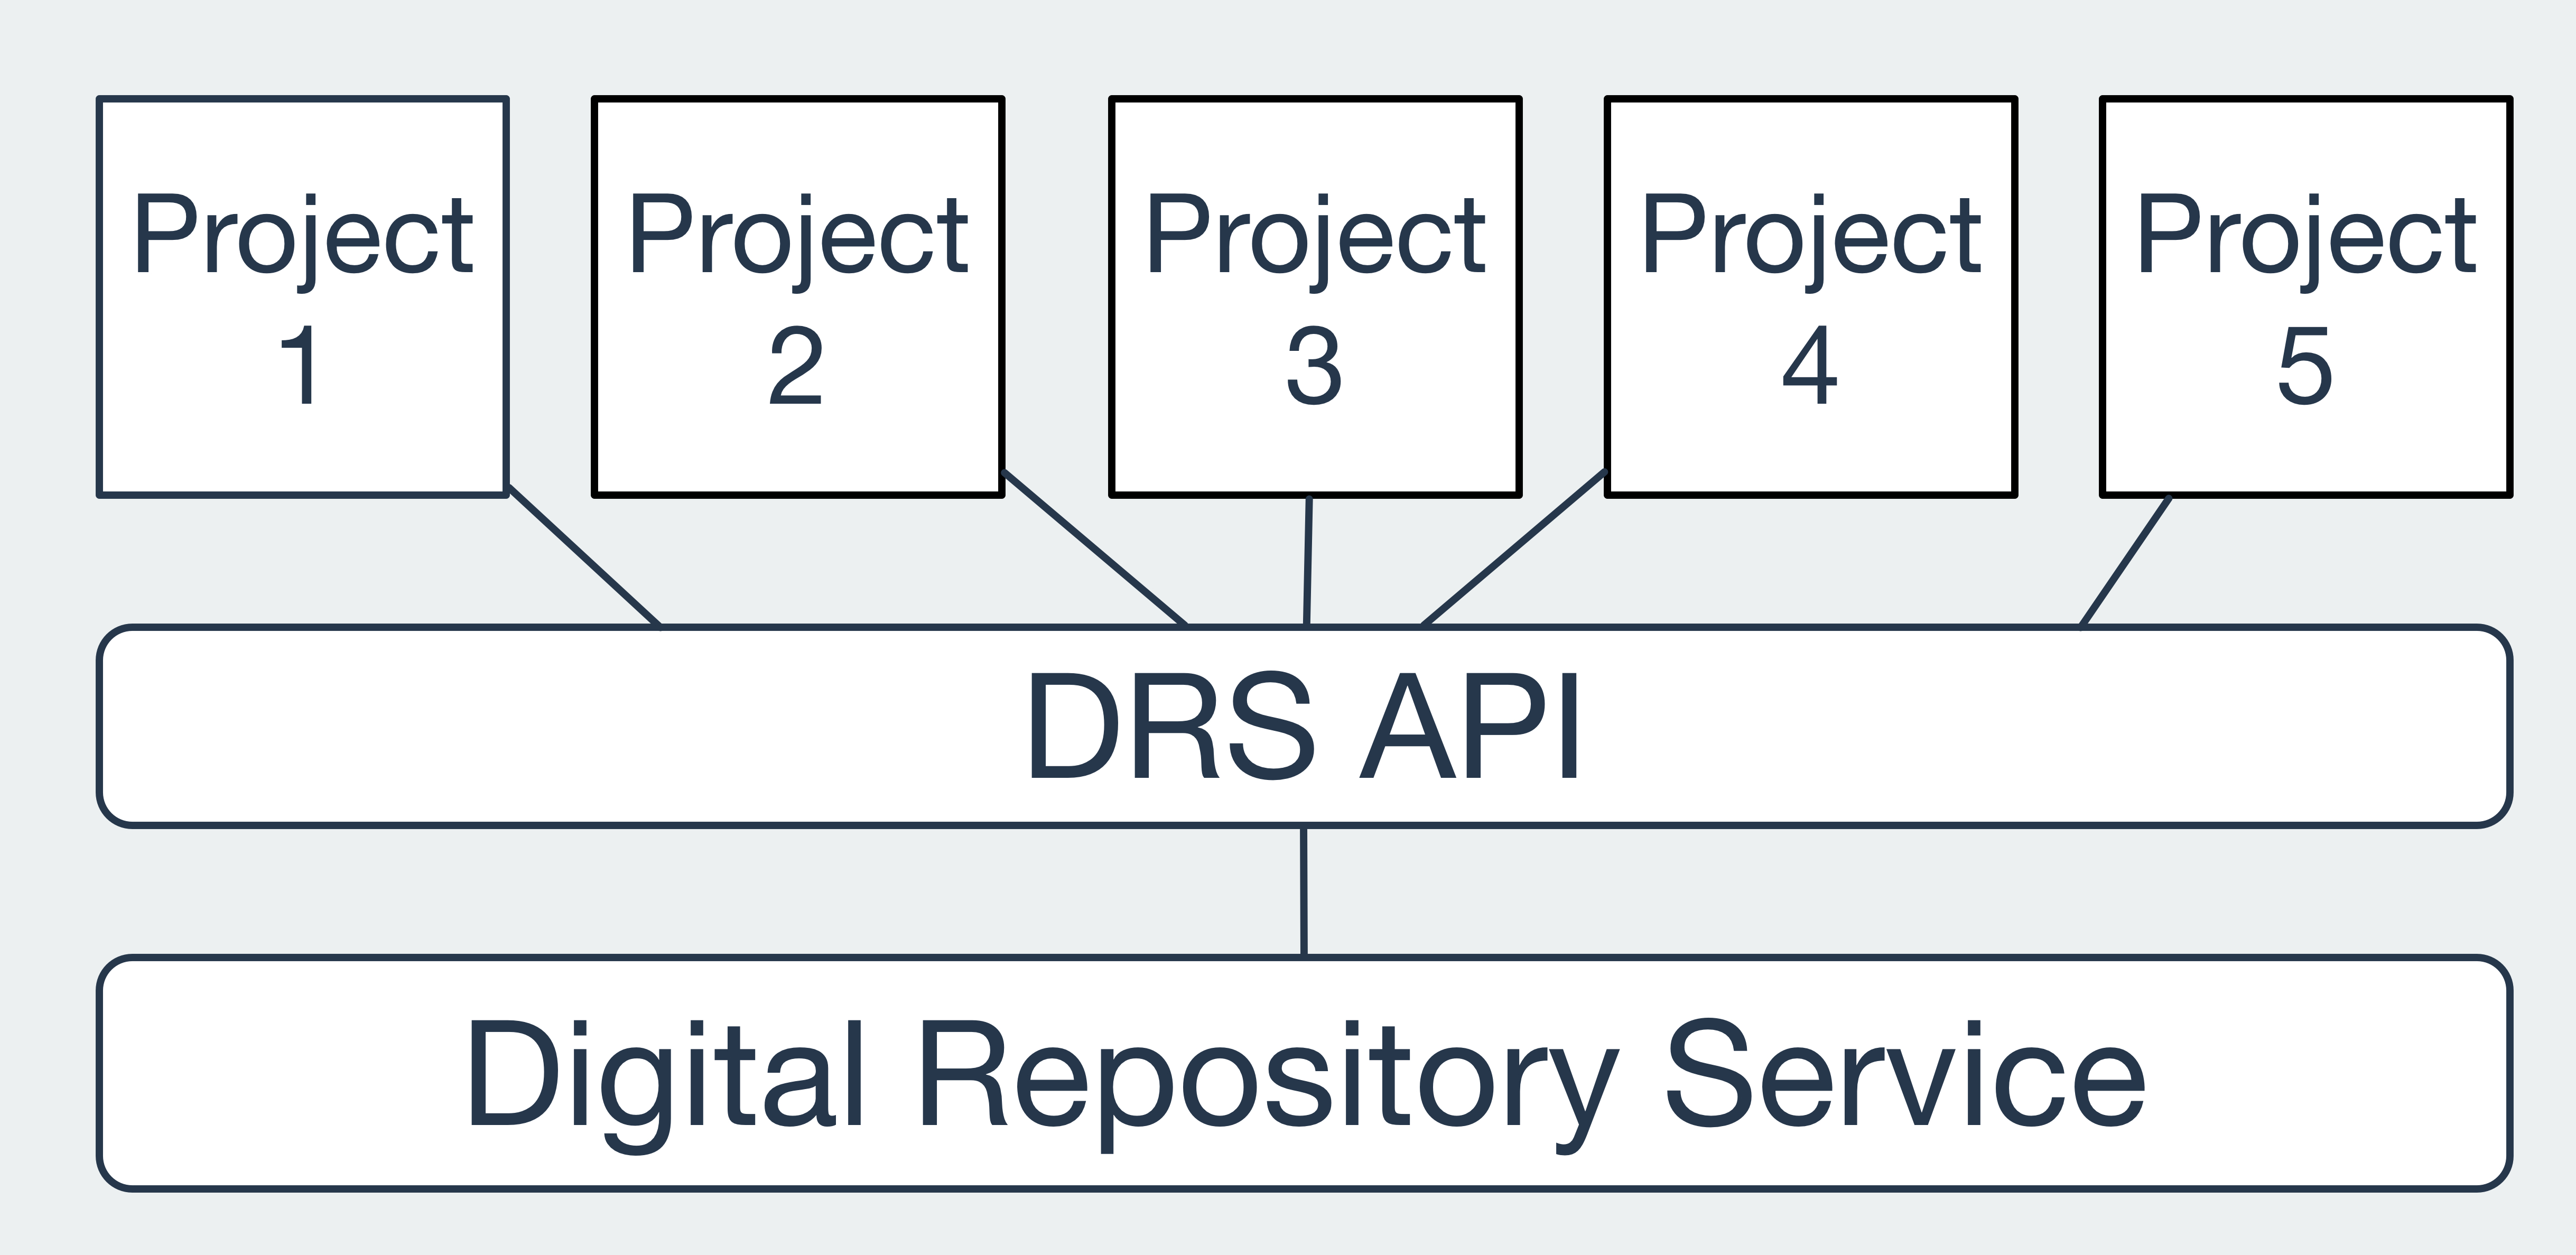 Project
1
Project
2
Project
3
Project
4
Project
5
DRS API
Digital Repository Service